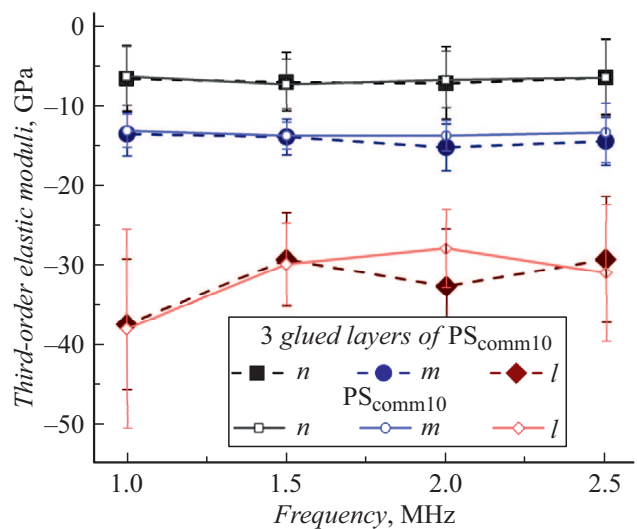 Third-order elastic moduli, GPa
0
−10
−20
−30
−40
−50
3 glued layers of PScomm10
n m l
PScomm10
n m l
1.0 1.5 2.0 2.5
Frequency, MHz